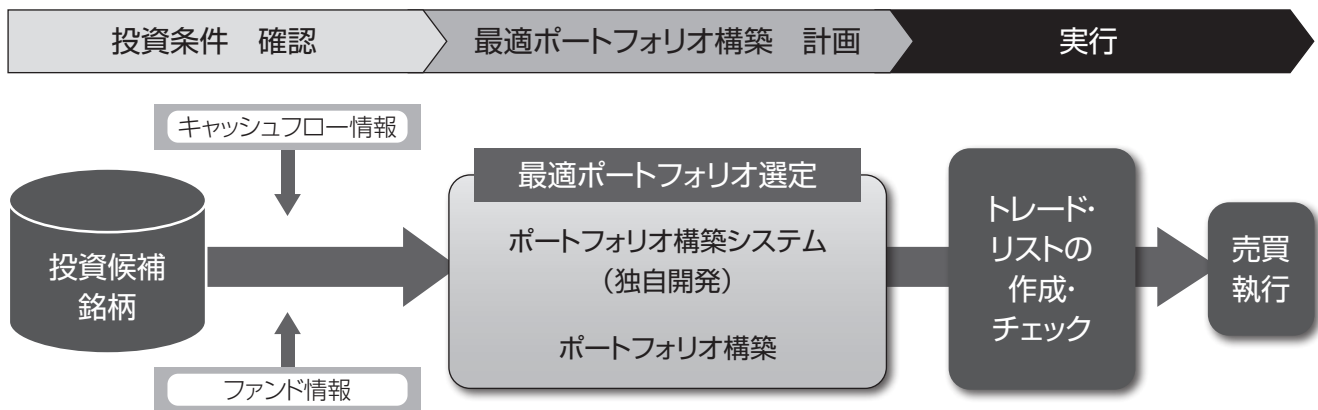 投資条件　確認
最適ポートフォリオ構築　計画
実行
キャッシュフロー情報
投資候補
銘柄
ファンド情報
最適ポートフォリオ選定
ポートフォリオ構築システム
（独自開発）
ポートフォリオ構築
トレード・
リストの
作成・
チェック
売買
執行